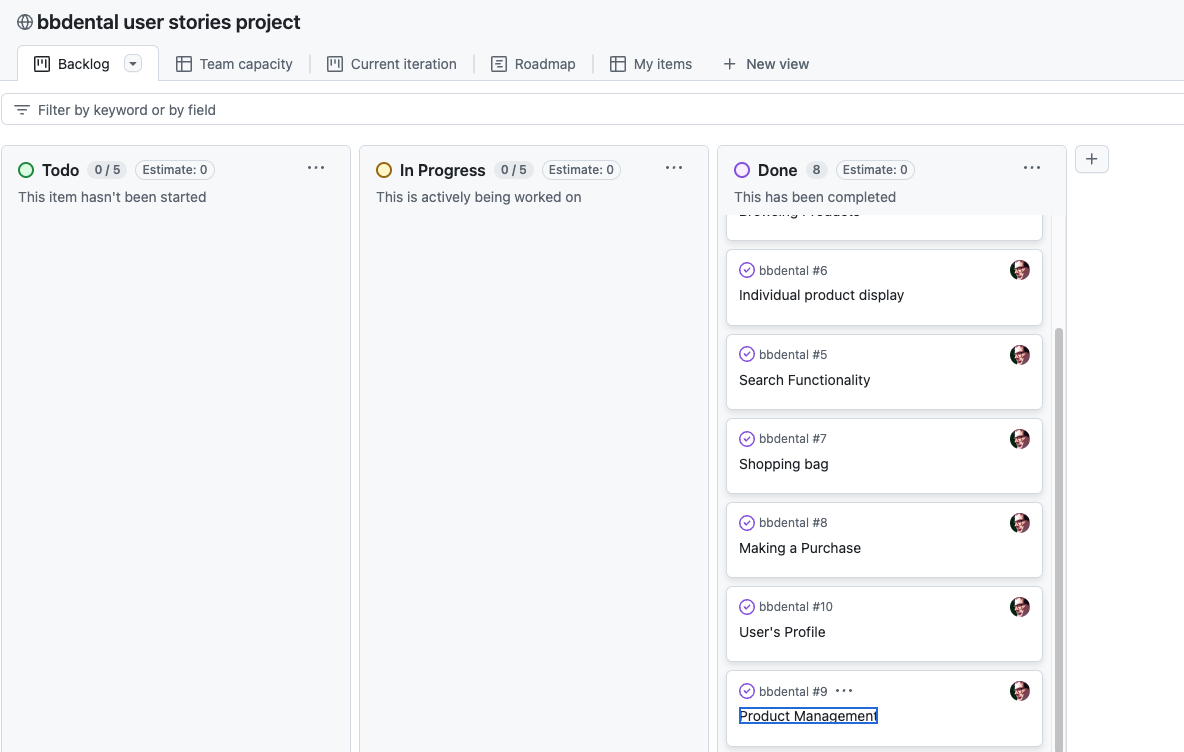 bbdental user stories project
Backlog
Team capacity
Current iteration
Roadmap
My items
New view
Filter by keyword or by field
Todo 0 / 5 Estimate: 0
This item hasn't been started
In Progress 0 / 5 Estimate: 0
This is actively being worked on
Done 8 Estimate: 0
This has been completed
Browsing Products
bbdental #6
Individual product display
bbdental #5
Search Functionality
bbdental #7
Shopping bag
bbdental #8
Making a Purchase
bbdental #10
User's Profile
bbdental #9
Product Management